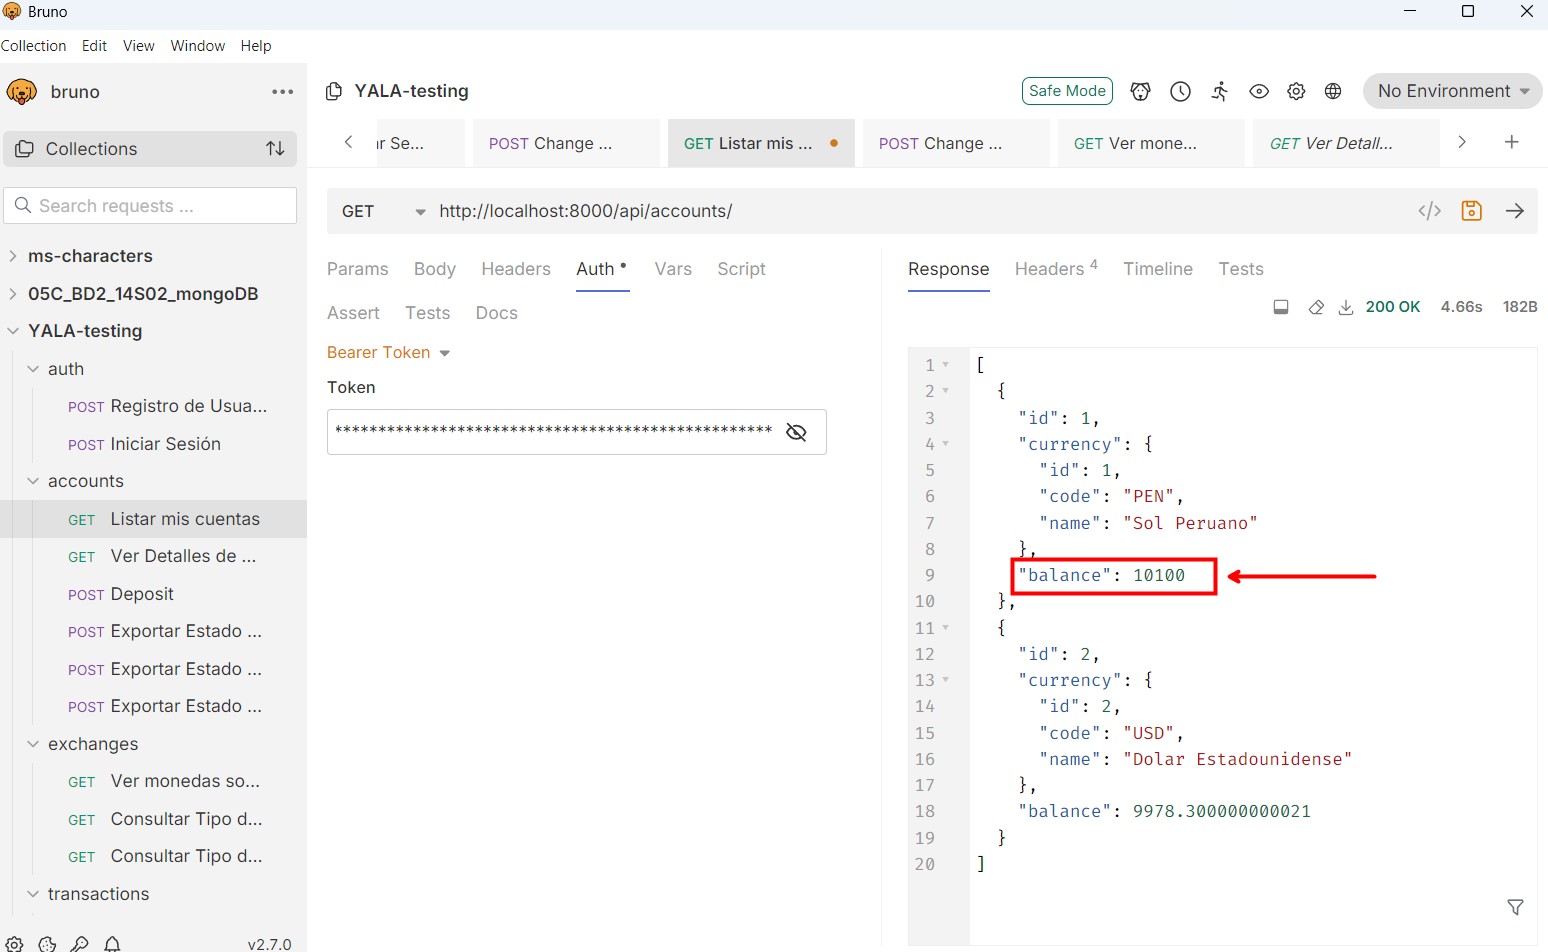 Bruno
Collection Edit View Window Help
bruno
YALA-testing
Safe Mode
No Environment
Collections
ır Se...
POST Change ...
GET Listar mis ...
POST Change ...
GET Ver mone...
GET Ver Detall...
Search requests ...
GET
http://localhost:8000/api/accounts/
ms-characters
05C_BD2_14S02_mongoDB
YALA-testing
auth
POST Registro de Usua...
POST Iniciar Sesión
accounts
GET Listar mis cuentas
GET Ver Detalles de ...
POST Deposit
POST Exportar Estado ...
POST Exportar Estado ...
POST Exportar Estado ...
exchanges
GET Ver monedas so...
GET Consultar Tipo d...
GET Consultar Tipo d...
transactions
v2.7.0
Params Body Headers Auth Vars Script
Assert Tests Docs
Bearer Token
Token
**************************************************
Response Headers 4 Timeline Tests
200 OK 4.66s 182B
1 [
2 {
3 "id": 1,
4 "currency": {
5 "id": 1,
6 "code": "PEN",
7 "name": "Sol Peruano"
8 },
9 "balance": 10100
10 },
11 {
12 "id": 2,
13 "currency": {
14 "id": 2,
15 "code": "USD",
16 "name": "Dolar Estadounidense"
17 },
18 "balance": 9978.300000000021
19 }
20 ]